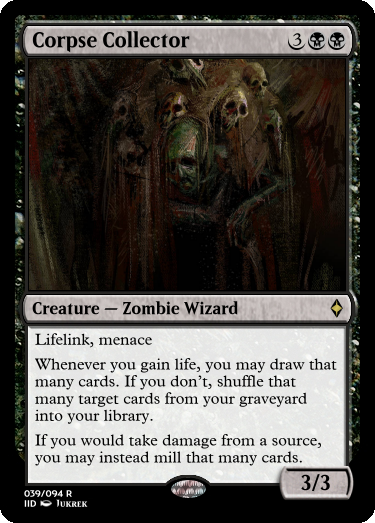 Corpse Collector 3
Creature — Zombie Wizard
Lifelink, menace
Whenever you gain life, you may draw that
many cards. If you don't, shuffle that
many target cards from your graveyard
into your library.
If you would take damage from a source,
you may instead mill that many cards.
3/3
039/094 R
IID JUKREK